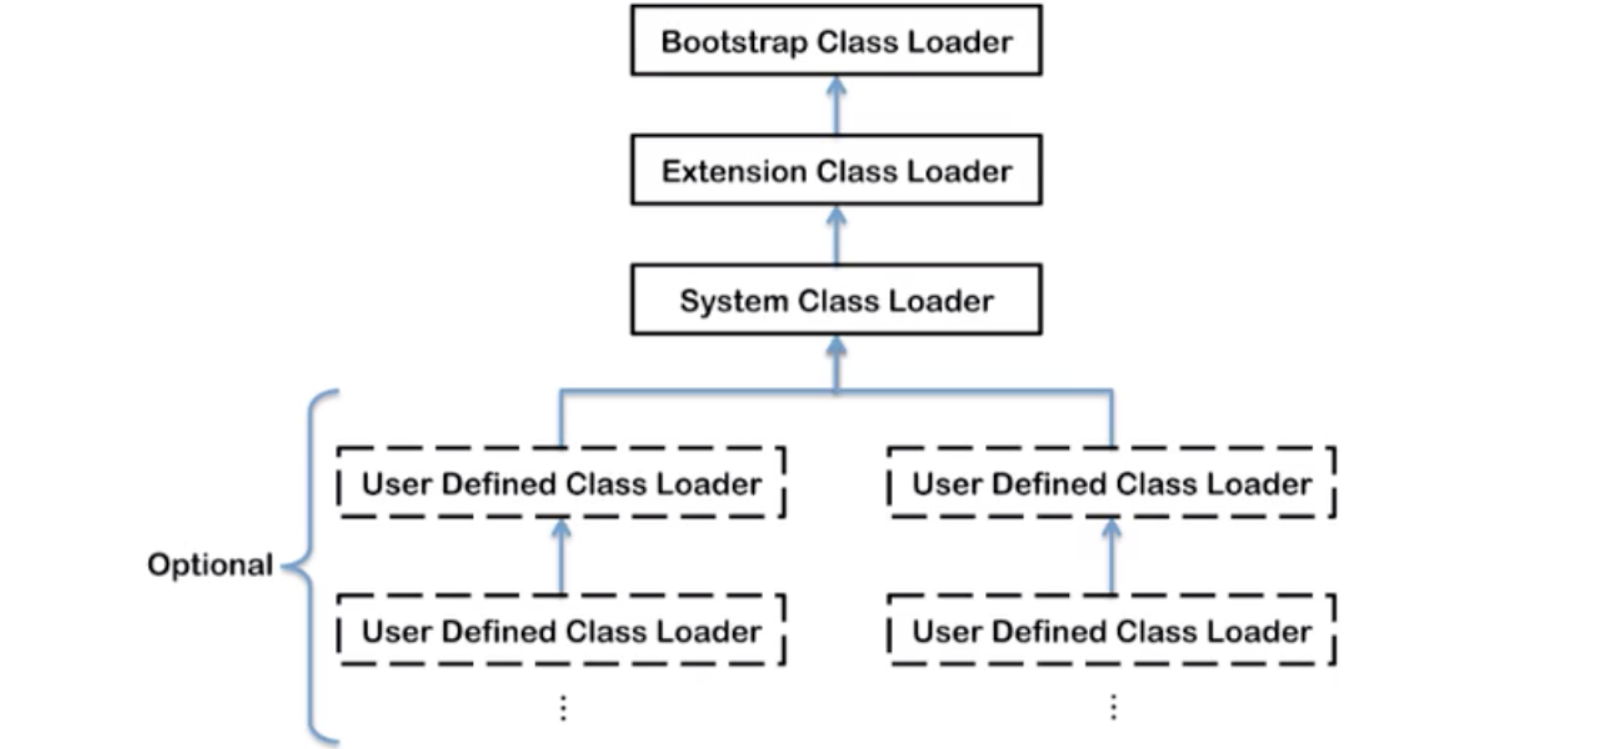 Bootstrap Class Loader
Extension Class Loader
System Class Loader
User Defined Class Loader
User Defined Class Loader
Optional
User Defined Class Loader
User Defined Class Loader
⋮
⋮